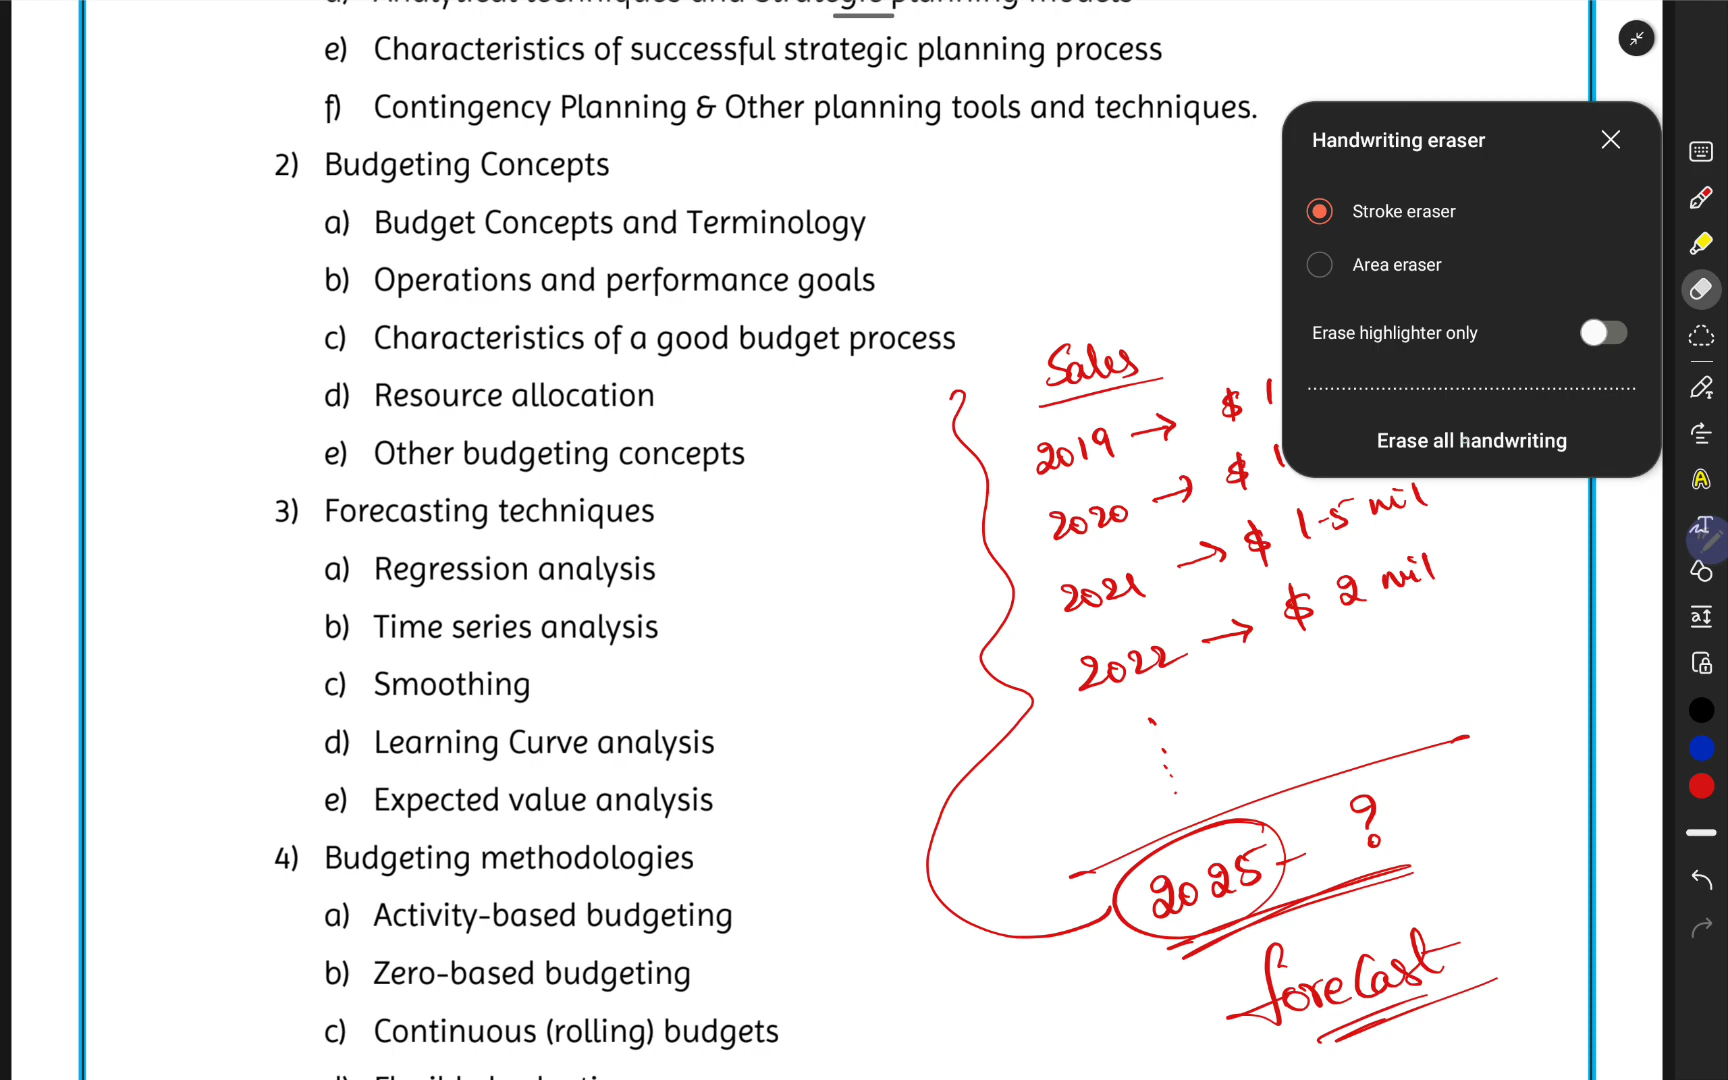 e) Characteristics of successful strategic planning process
f) Contingency Planning & Other planning tools and techniques.
2) Budgeting Concepts
a) Budget Concepts and Terminology
b) Operations and performance goals
c) Characteristics of a good budget process
d) Resource allocation
e) Other budgeting concepts
3) Forecasting techniques
a) Regression analysis
b) Time series analysis
c) Smoothing
d) Learning Curve analysis
e) Expected value analysis
4) Budgeting methodologies
a) Activity-based budgeting
b) Zero-based budgeting
c) Continuous (rolling) budgets
Sales
2019 → $ 1
2020 → $ 1
2021 → $ 1-5 mil
2022 → $ 2 mil
2025 - ?
forecast
Handwriting eraser
Stroke eraser
Area eraser
Erase highlighter only
Erase all handwriting